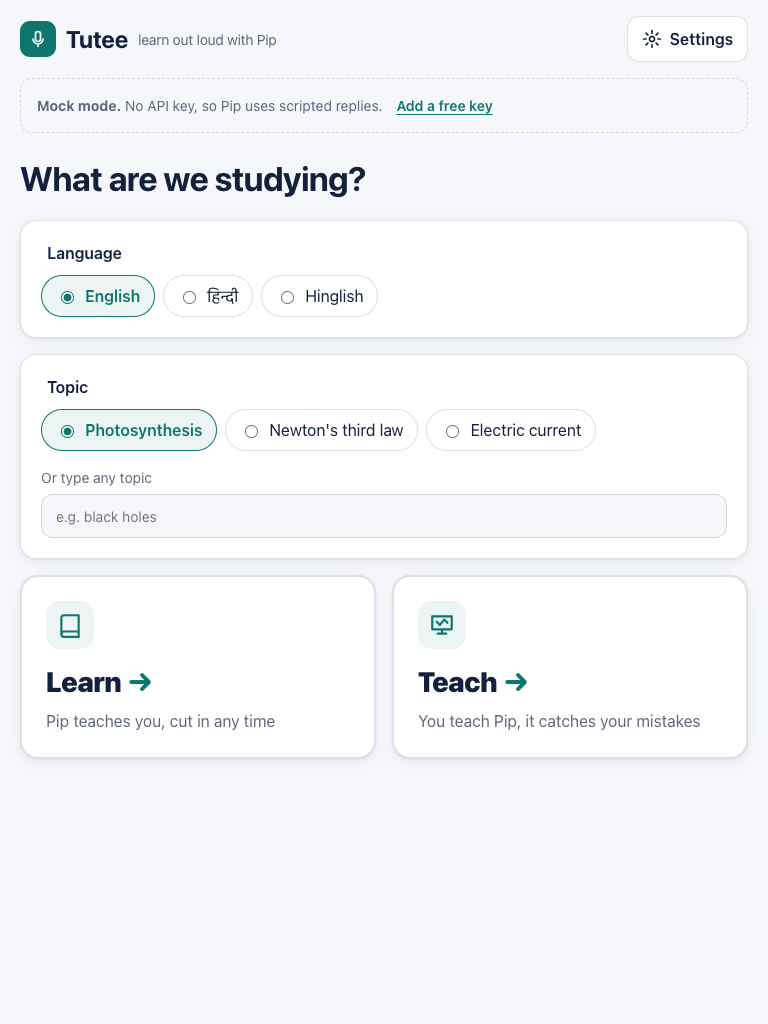 Tutee learn out loud with Pip
Settings
Mock mode. No API key, so Pip uses scripted replies. Add a free key
What are we studying?
Language
English
हिन्दी
Hinglish
Topic
Photosynthesis
Newton's third law
Electric current
Or type any topic
e.g. black holes
Learn →
Pip teaches you, cut in any time
Teach →
You teach Pip, it catches your mistakes